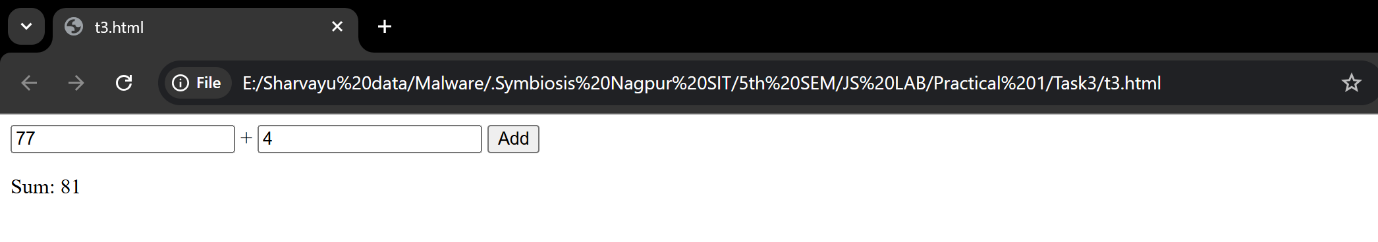 t3.html
File E:/Sharvayu%20data/Malware/.Symbiosis%20Nagpur%20SIT/5th%20SEM/JS%20LAB/Practical%201/Task3/t3.html
77 + 4 Add
Sum: 81